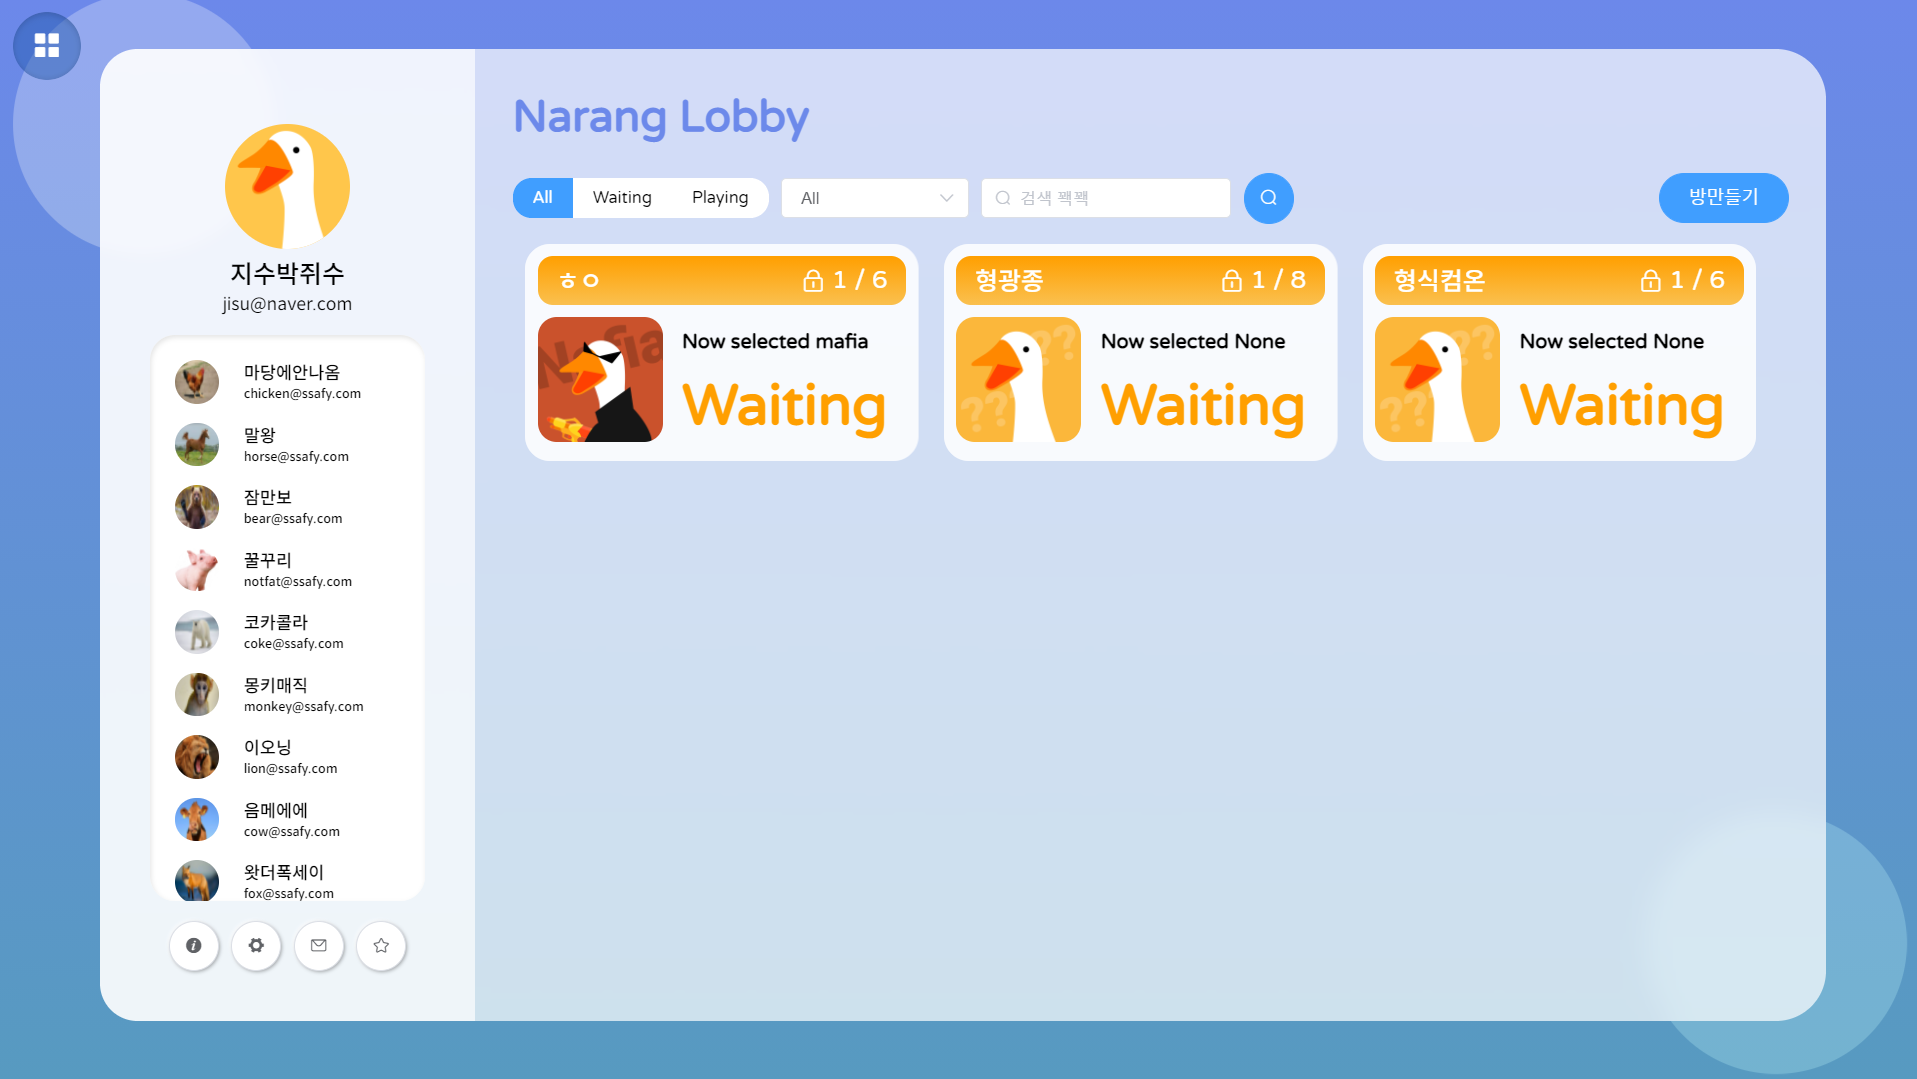 Narang Lobby
All Waiting Playing All 검색 꽥꽥 방만들기
지수박쥐수
jisu@naver.com
마당에안나옴
chicken@ssafy.com
말왕
horse@ssafy.com
잠만보
bear@ssafy.com
꿀꾸리
notfat@ssafy.com
코카콜라
coke@ssafy.com
몽키매직
monkey@ssafy.com
이오닝
lion@ssafy.com
음메에에
cow@ssafy.com
왓더폭세이
fox@ssafy.com
ㅎㅇ 1 / 6
Nafia
Now selected mafia
Waiting
형광종 1 / 8
??
??
Now selected None
Waiting
형식컴온 1 / 6
??
??
Now selected None
Waiting